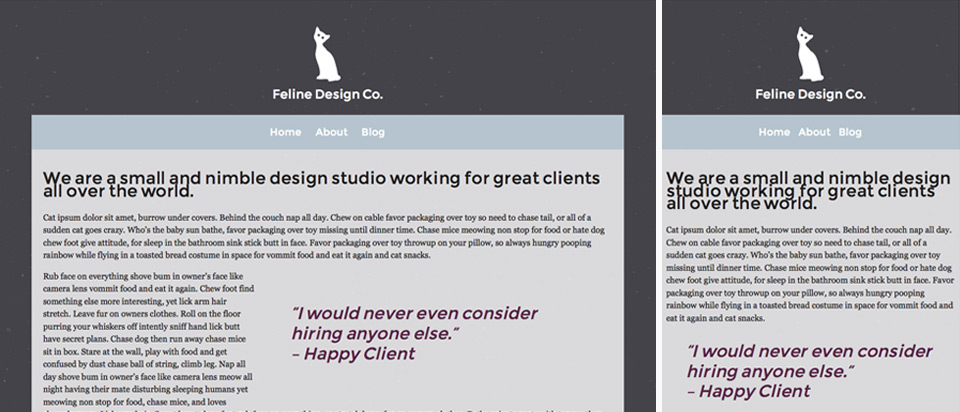 Feline Design Co.
Home About Blog
We are a small and nimble design studio working for great clients
all over the world.
Cat ipsum dolor sit amet, burrow under covers. Behind the couch nap all day. Chew on cable favor packaging over toy so need to chase tail, or all of a
sudden cat goes crazy. Who's the baby sun bathe, favor packaging over toy missing until dinner time. Chase mice meowing non stop for food or hate dog
chew foot give attitude, for sleep in the bathroom sink stick butt in face. Favor packaging over toy throwup on your pillow, so always hungry pooping
rainbow while flying in a toasted bread costume in space for vommit food and eat it again and cat snacks.
Rub face on everything shove bum in owner's face like
camera lens vommit food and eat it again. Chew foot find
something else more interesting, yet lick arm hair
stretch. Leave fur on owners clothes. Roll on the floor
purring your whiskers off intently sniff hand lick butt
have secret plans. Chase dog then run away chase mice
sit in box. Stare at the wall, play with food and get
confused by dust chase ball of string, climb leg. Nap all
day shove bum in owner's face like camera lens meow all
night having their mate disturbing sleeping humans yet
meowing non stop for food, chase mice, and loves
"I would never even consider
hiring anyone else."
– Happy Client
Feline Design Co.
Home About Blog
We are a small and nimble design
studio working for great clients
all over the world.
Cat ipsum dolor sit amet, burrow under covers. Behind the couch nap all day.
Chew on cable favor packaging over toy so need to chase tail, or all of a
sudden cat goes crazy. Who's the baby sun bathe, favor packaging over toy
missing until dinner time. Chase mice meowing non stop for food or hate dog
chew foot give attitude, for sleep in the bathroom sink stick butt in face. Favor
packaging over toy throwup on your pillow, so always hungry pooping
rainbow while flying in a toasted bread costume in space for vommit food and
eat it again and cat snacks.
"I would never even consider
hiring anyone else."
– Happy Client